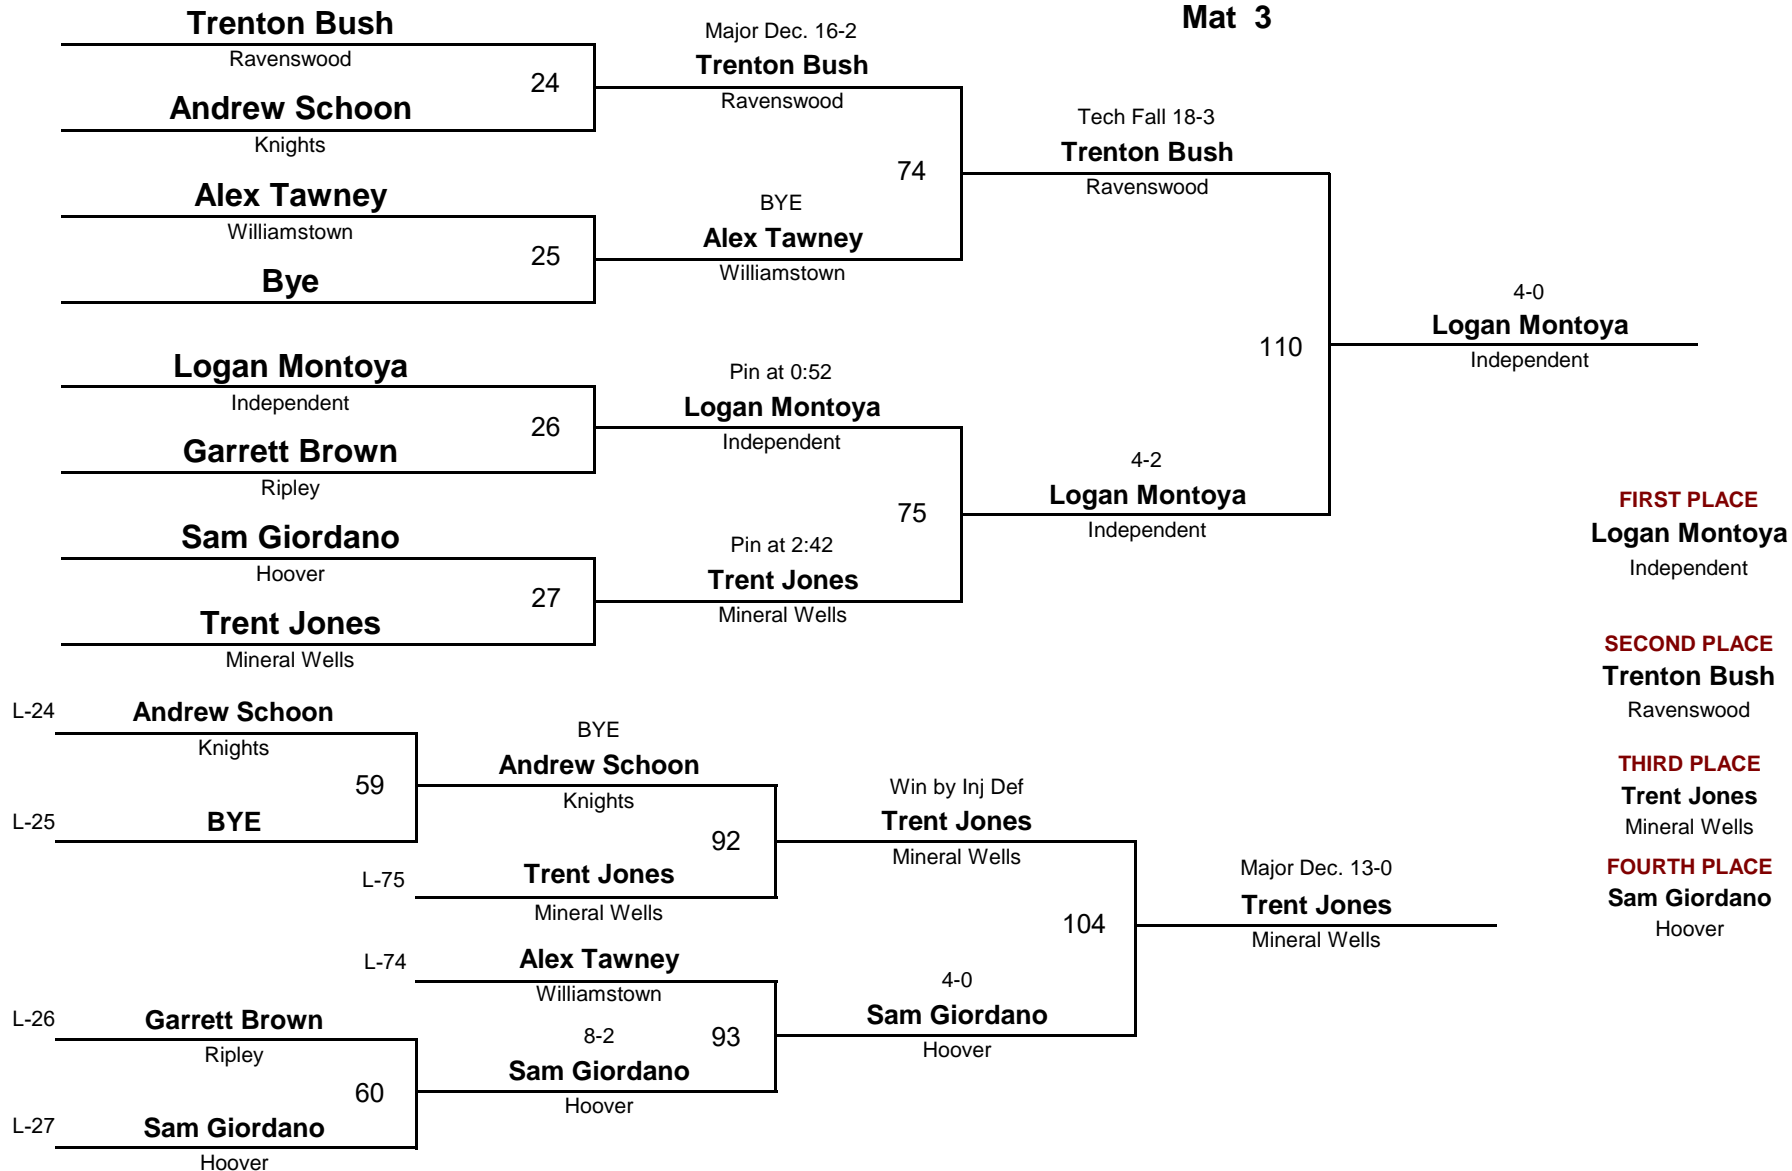 Mat 3
Trenton Bush
Ravenswood
24
Andrew Schoon
Knights
Alex Tawney
Williamstown
25
Bye
Logan Montoya
Independent
26
Garrett Brown
Ripley
Sam Giordano
Hoover
27
Trent Jones
Mineral Wells
Major Dec. 16-2
Trenton Bush
Ravenswood
74
BYE
Alex Tawney
Williamstown
Pin at 0:52
Logan Montoya
Independent
75
Pin at 2:42
Trent Jones
Mineral Wells
Tech Fall 18-3
Trenton Bush
Ravenswood
110
4-2
Logan Montoya
Independent
4-0
Logan Montoya
Independent
FIRST PLACE
Logan Montoya
Independent
SECOND PLACE
Trenton Bush
Ravenswood
THIRD PLACE
Trent Jones
Mineral Wells
FOURTH PLACE
Sam Giordano
Hoover
L-24
Andrew Schoon
Knights
59
L-25
BYE
L-26
Garrett Brown
Ripley
60
L-27
Sam Giordano
Hoover
BYE
Andrew Schoon
Knights
92
L-75
Trent Jones
Mineral Wells
L-74
Alex Tawney
Williamstown
93
8-2
Sam Giordano
Hoover
Win by Inj Def
Trent Jones
Mineral Wells
104
4-0
Sam Giordano
Hoover
Major Dec. 13-0
Trent Jones
Mineral Wells